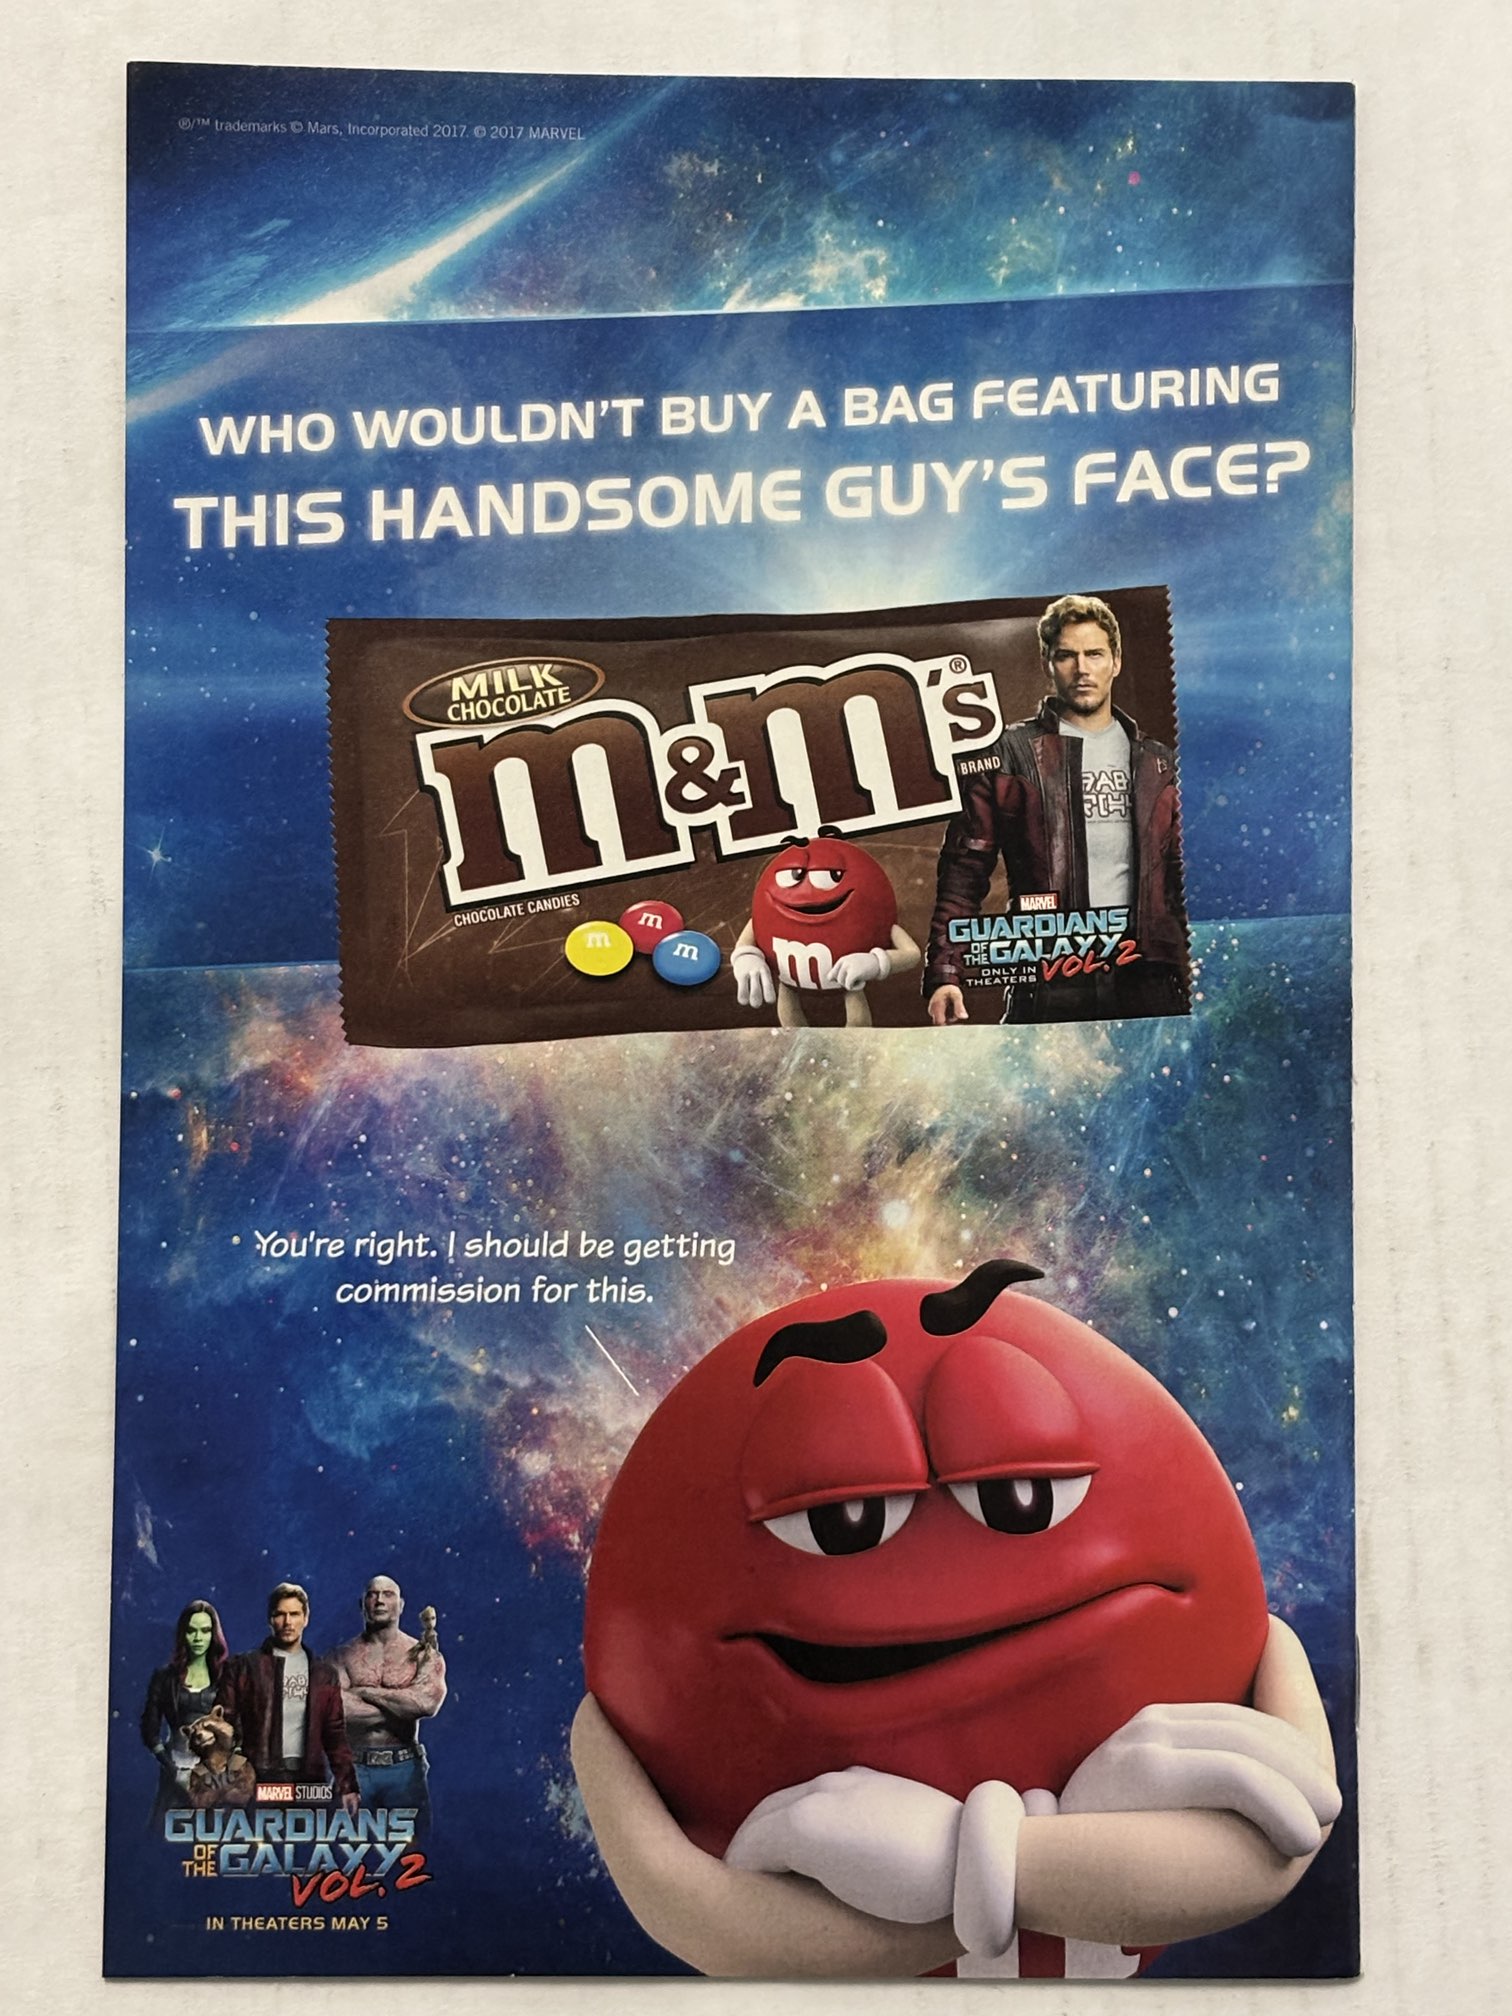 ®/™ trademarks © Mars, Incorporated 2017. © 2017 MARVEL
WHO WOULDN'T BUY A BAG FEATURING
THIS HANDSOME GUY'S FACE?
MILK
CHOCOLATE
m&m's®
BRAND
CHOCOLATE CANDIES
m
m
m
m
MARVEL
GUARDIANS
OF THE GALAXY
VOL. 2
ONLY IN
THEATERS
You're right. I should be getting
commission for this.
MARVEL STUDIOS
GUARDIANS
OF THE GALAXY
VOL. 2
IN THEATERS MAY 5